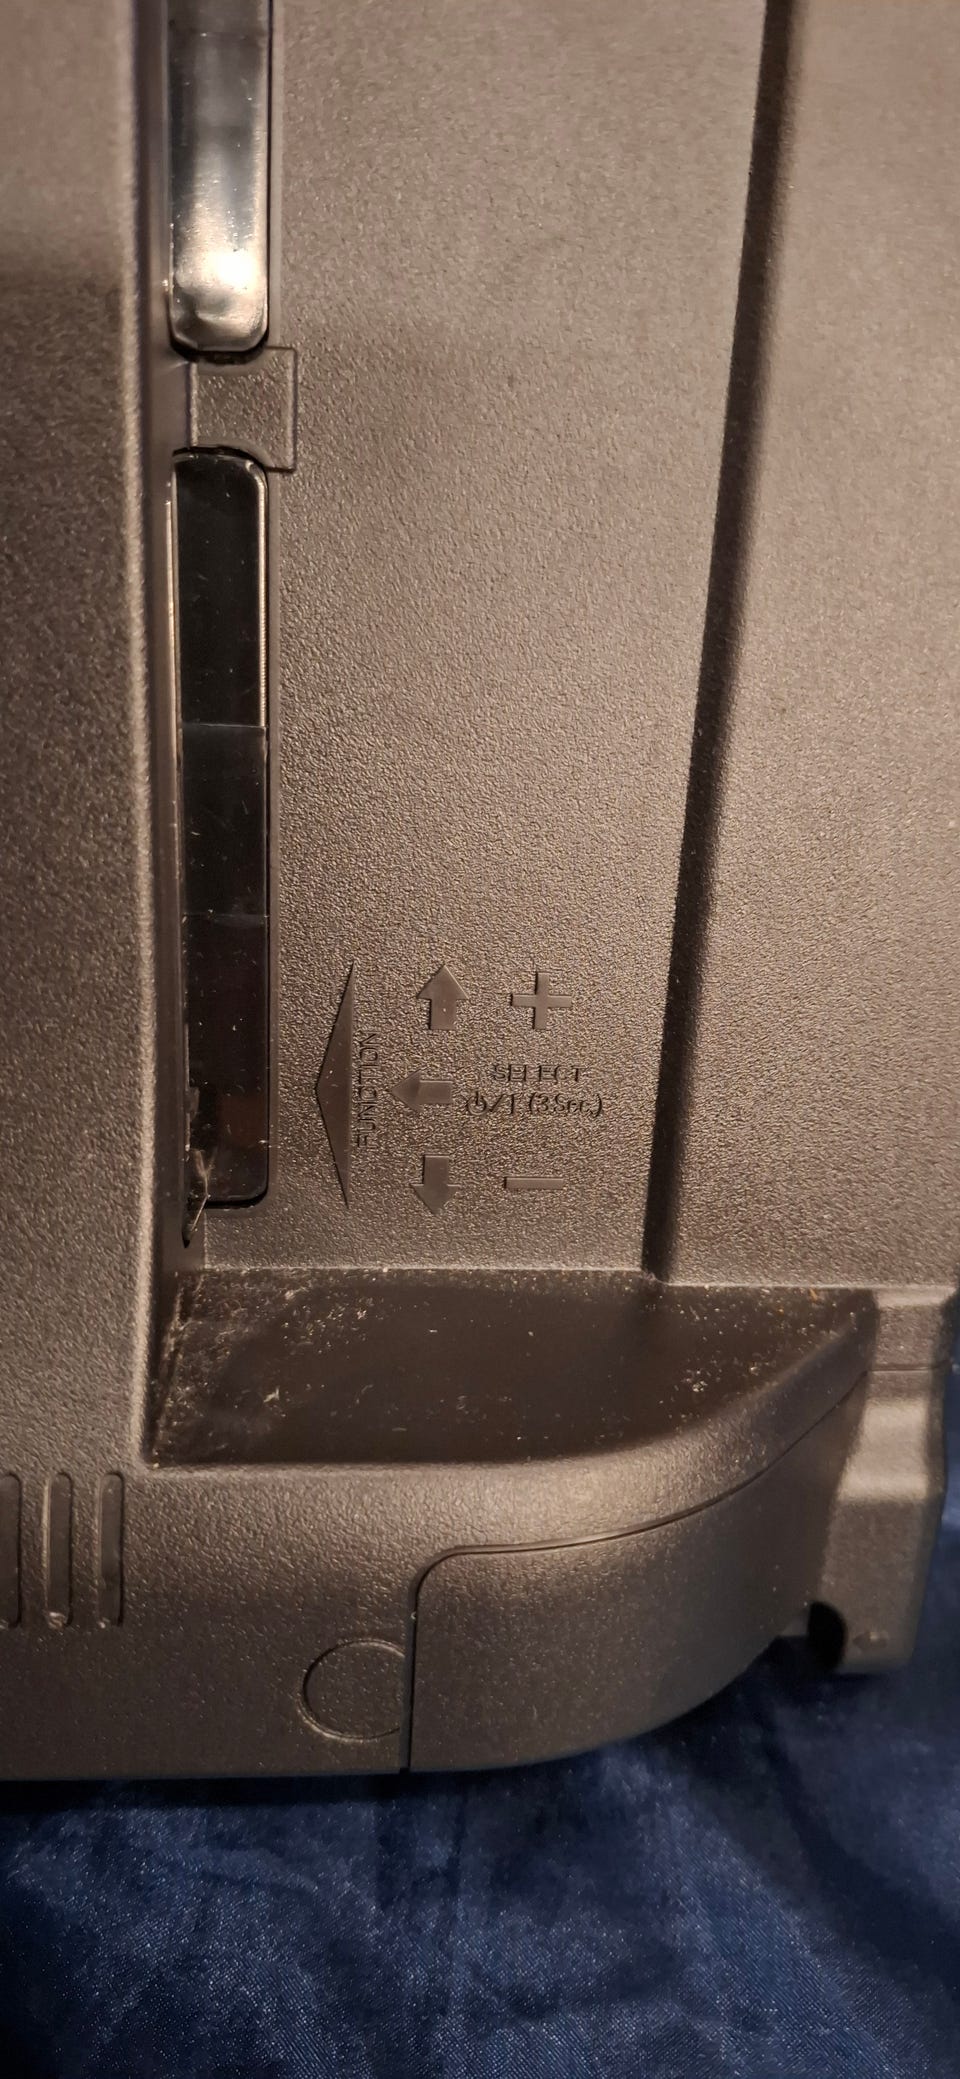 +
SELECT
⏻/I (3Sec)
FUNCTION
−